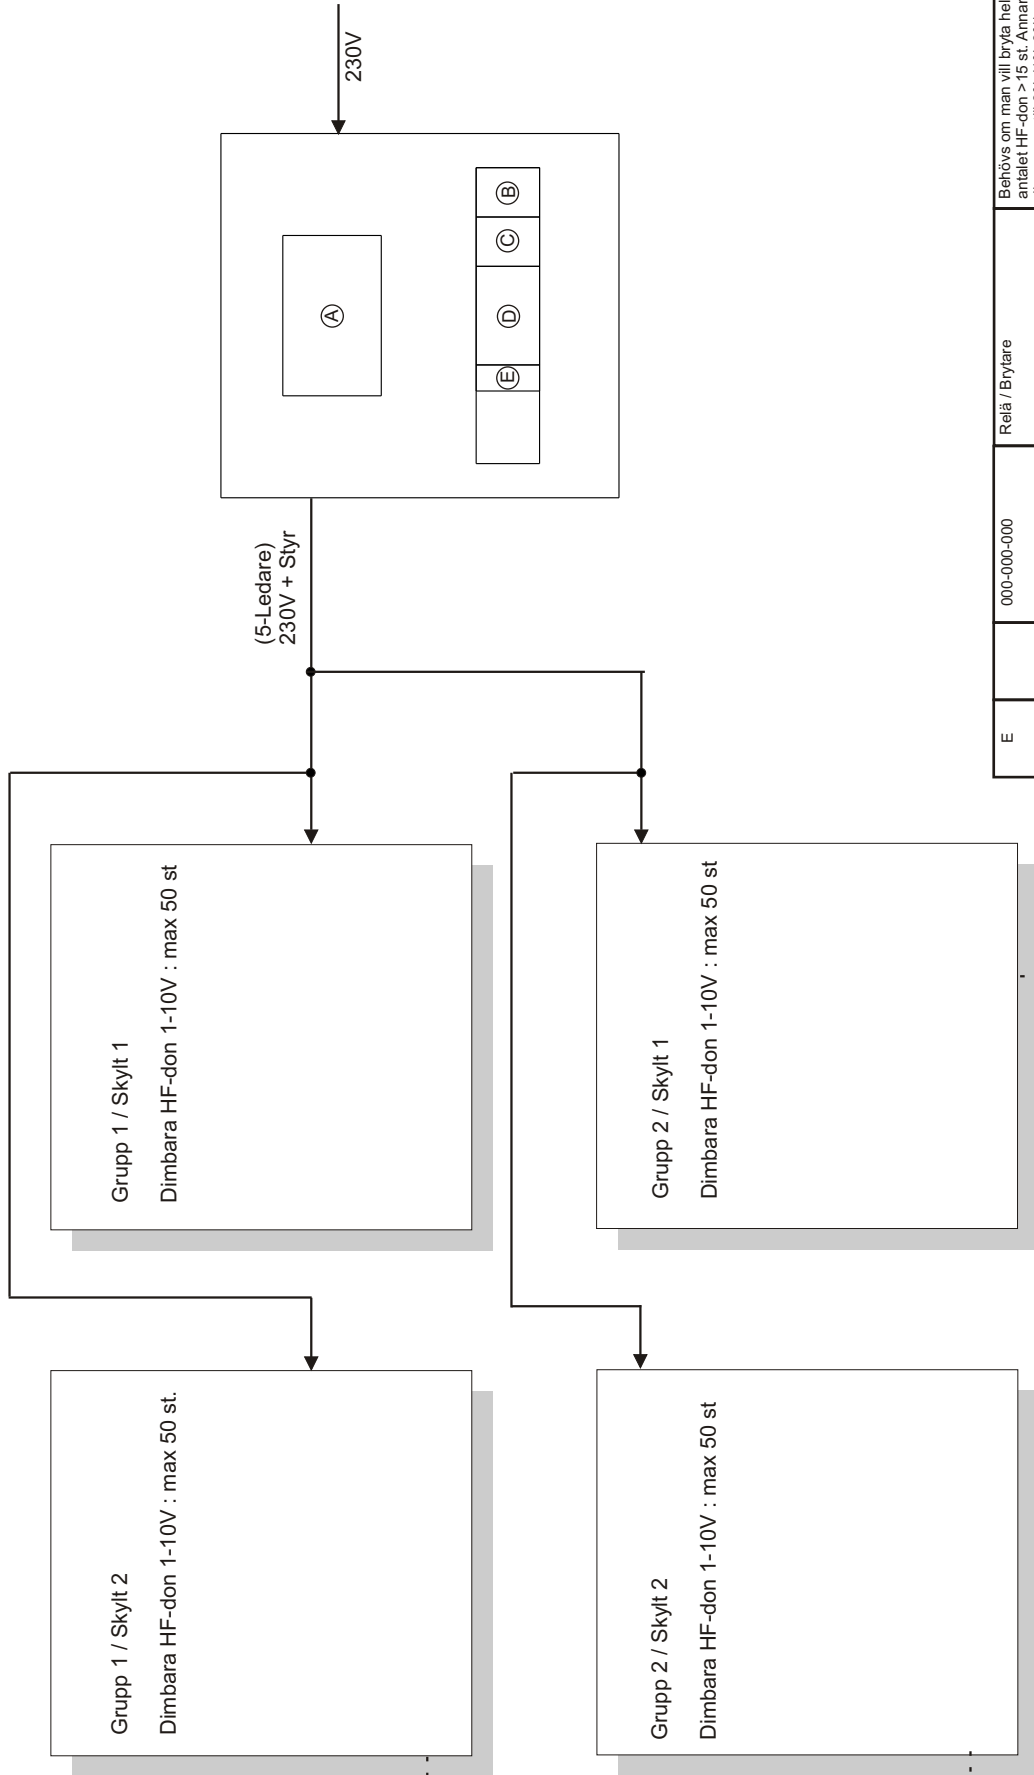 Grupp 1 / Skylt 2
Dimbara HF-don 1-10V : max 50 st.
Grupp 1 / Skylt 1
Dimbara HF-don 1-10V : max 50 st
(5-Ledare)
230V + Styr
A
230V
E
D
C
B
Grupp 2 / Skylt 2
Dimbara HF-don 1-10V : max 50 st
Grupp 2 / Skylt 1
Dimbara HF-don 1-10V : max 50 st
E
000-000-000
Relä / Brytare
Behövs om man vill bryta hel
antalet HF-don > 15 st. Annar